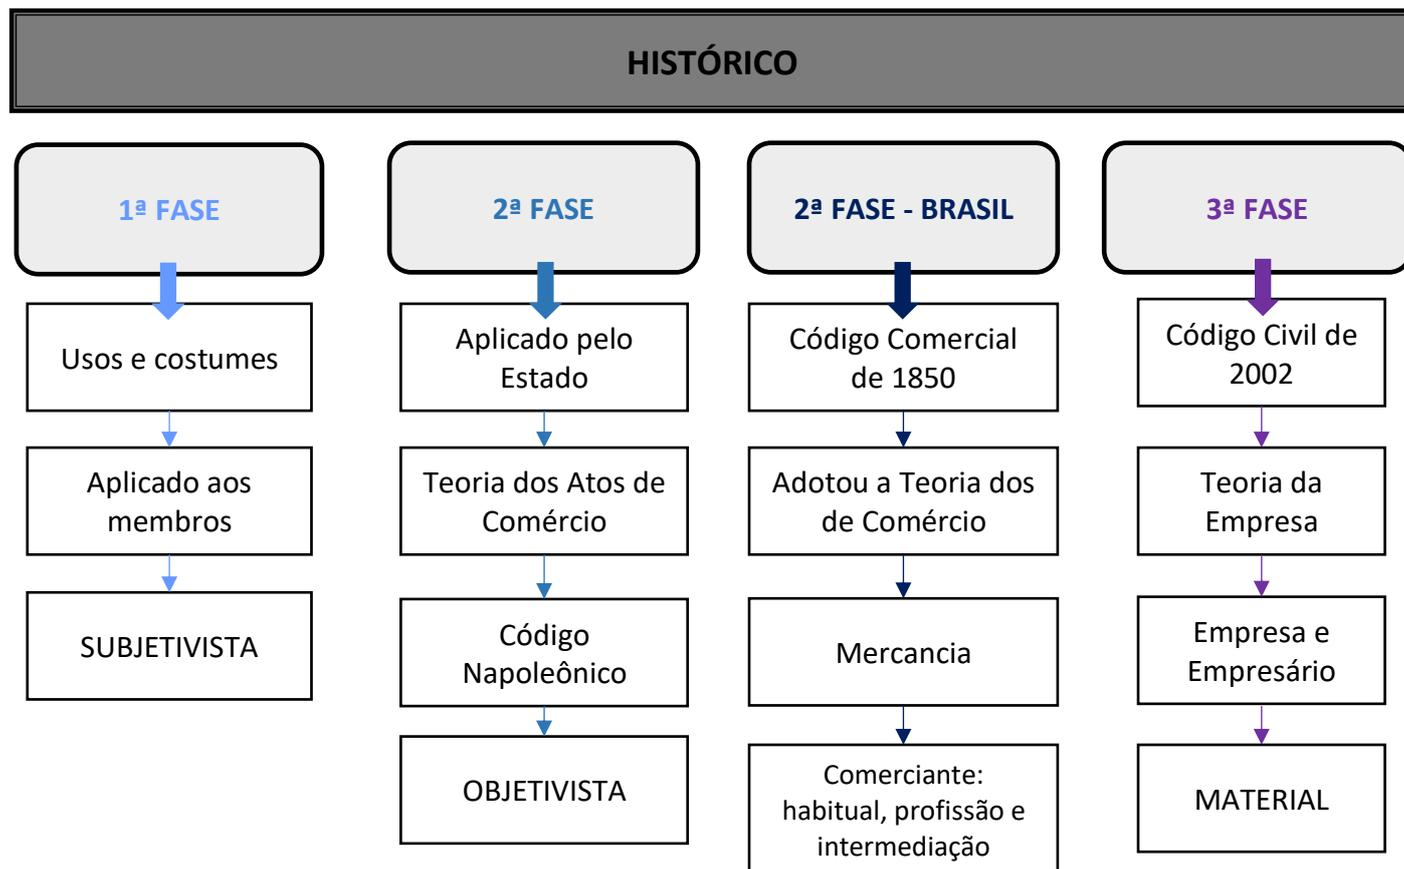 HISTÓRICO
1ª FASE
Usos e costumes
Aplicado aos
membros
SUBJETIVISTA
2ª FASE
Aplicado pelo
Estado
Teoria dos Atos de
Comércio
Código
Napoleônico
OBJETIVISTA
2ª FASE - BRASIL
Código Comercial
de 1850
Adotou a Teoria dos
de Comércio
Mercancia
Comerciante:
habitual, profissão e
intermediação
3ª FASE
Código Civil de
2002
Teoria da
Empresa
Empresa e
Empresário
MATERIAL